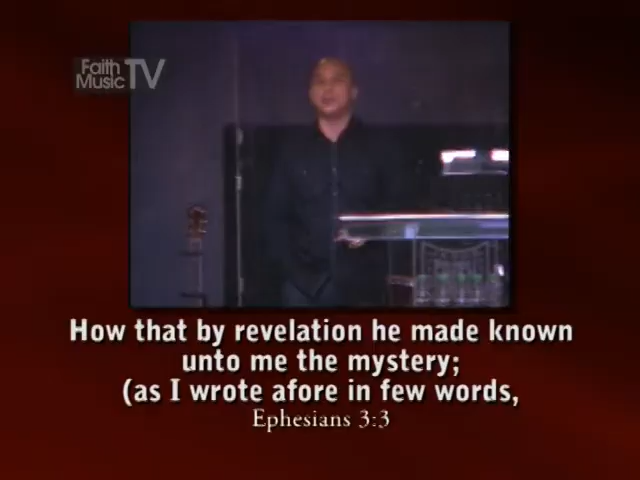 Faith
Music TV
How that by revelation he made known
unto me the mystery;
(as I wrote afore in few words,
Ephesians 3:3